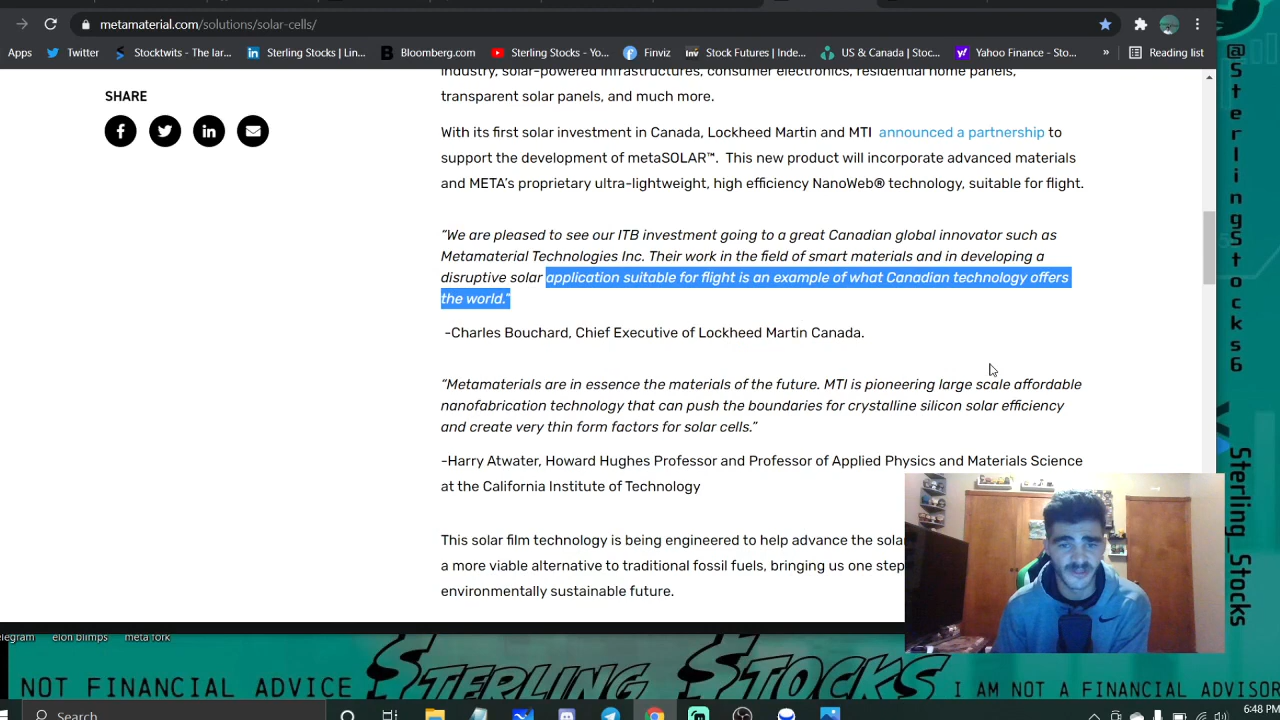 metamaterial.com/solutions/solar-cells/
Apps Twitter Stocktwits - The lar... Sterling Stocks | Lin... Bloomberg.com Sterling Stocks - Yo... Finviz Stock Futures | Inde... US & Canada | Stoc... Yahoo Finance - Sto... » Reading list
industry, solar-powered infrastructures, consumer electronics, residential home panels,
SHARE
transparent solar panels, and much more.
With its first solar investment in Canada, Lockheed Martin and MTI announced a partnership to
support the development of metaSOLAR™. This new product will incorporate advanced materials
and META's proprietary ultra-lightweight, high efficiency NanoWeb® technology, suitable for flight.
“We are pleased to see our ITB investment going to a great Canadian global innovator such as
Metamaterial Technologies Inc. Their work in the field of smart materials and in developing a
disruptive solar application suitable for flight is an example of what Canadian technology offers
the world.”
-Charles Bouchard, Chief Executive of Lockheed Martin Canada.
“Metamaterials are in essence the materials of the future. MTI is pioneering large scale affordable
nanofabrication technology that can push the boundaries for crystalline silicon solar efficiency
and create very thin form factors for solar cells.”
-Harry Atwater, Howard Hughes Professor and Professor of Applied Physics and Materials Science
at the California Institute of Technology
This solar film technology is being engineered to help advance the sola
a more viable alternative to traditional fossil fuels, bringing us one step
environmentally sustainable future.
@SterlingStocks6
Sterling_Stocks
elegram elon blimps meta fork
NOT FINANCIAL ADVICE STERLING STOCKS I AM NOT A FINANCIAL ADVISOR
Search
6:48 PM